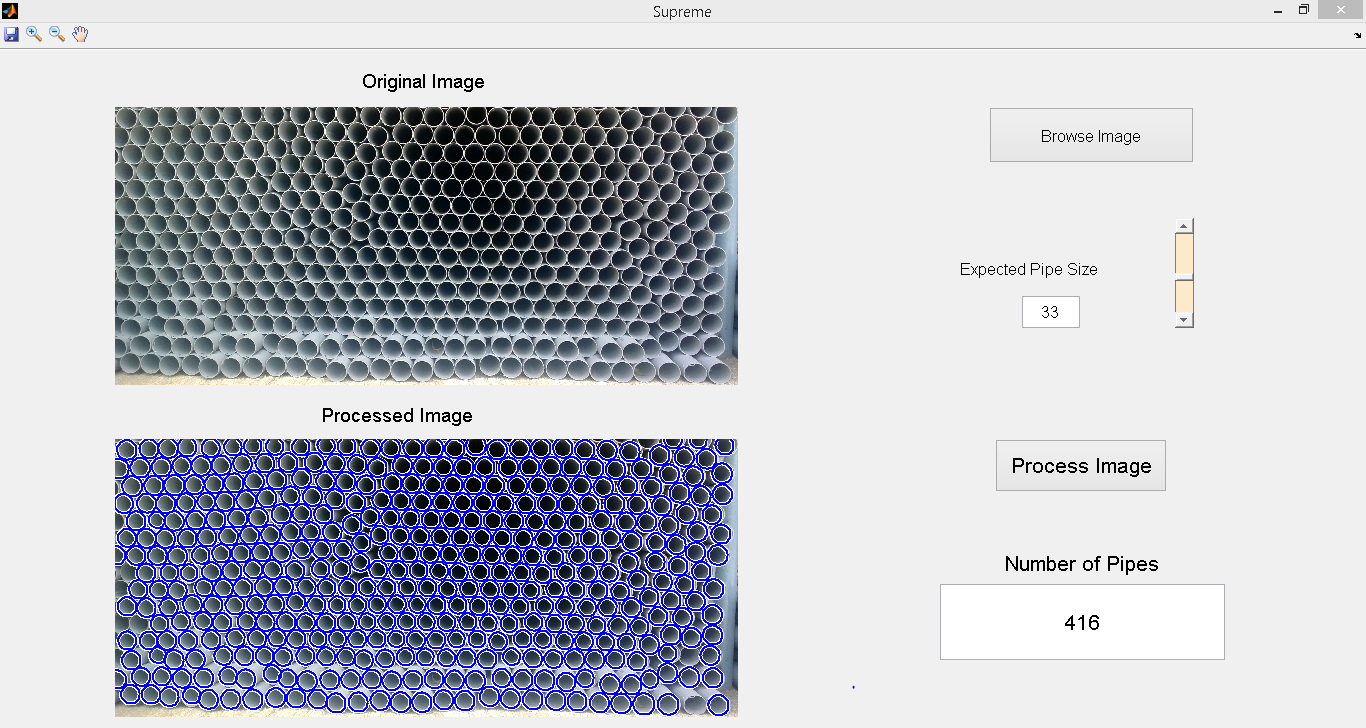 Supreme
Original Image
Browse Image
Expected Pipe Size
33
Processed Image
Process Image
Number of Pipes
416